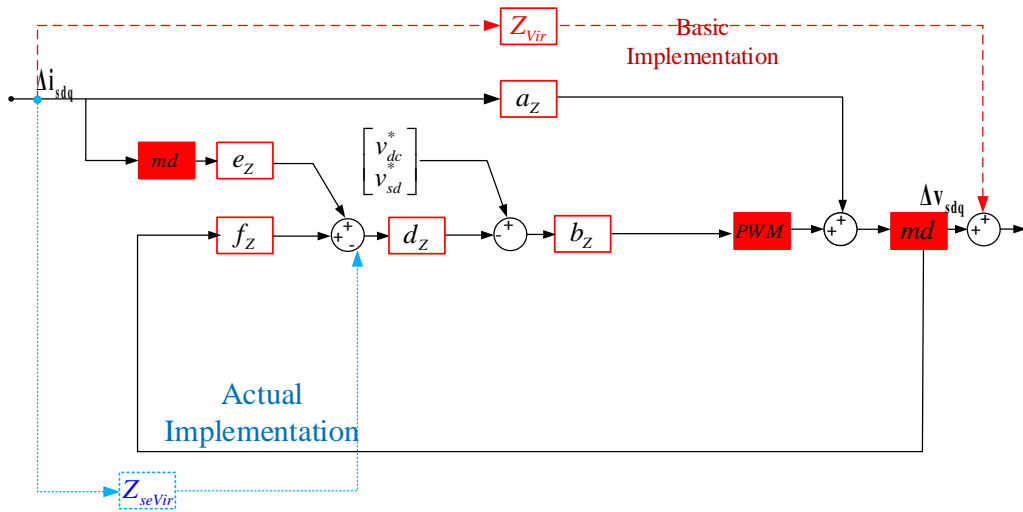 Z_Vir
Basic
Implementation
Δi_sdq
a_Z
md
e_Z
v*_dc
v*_sd
Δv_sdq
+
+
+
-
f_Z
d_Z
-
+
b_Z
PWM
+
+
md
+
+
Actual
Implementation
Z_seVir